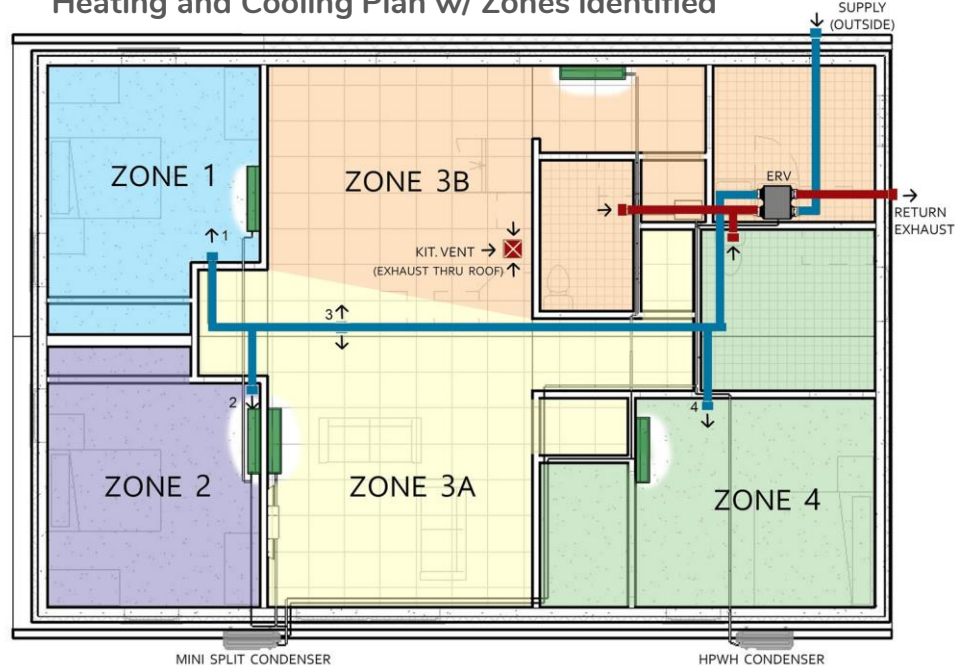 Heating and Cooling Plan w/ Zones Identified
SUPPLY
(OUTSIDE)
ZONE 1
ZONE 3B
ERV
RETURN
EXHAUST
1
KIT. VENT
(EXHAUST THRU ROOF)
3
2
4
ZONE 2
ZONE 3A
ZONE 4
MINI SPLIT CONDENSER
HPWH CONDENSER